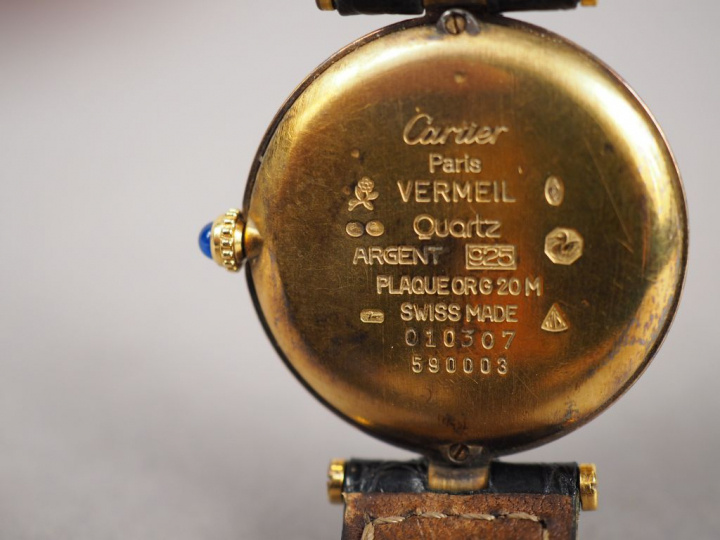 Cartier
Paris
VERMEIL
Quartz
ARGENT 925
PLAQUE OR G 20 M
SWISS MADE
010307
590003